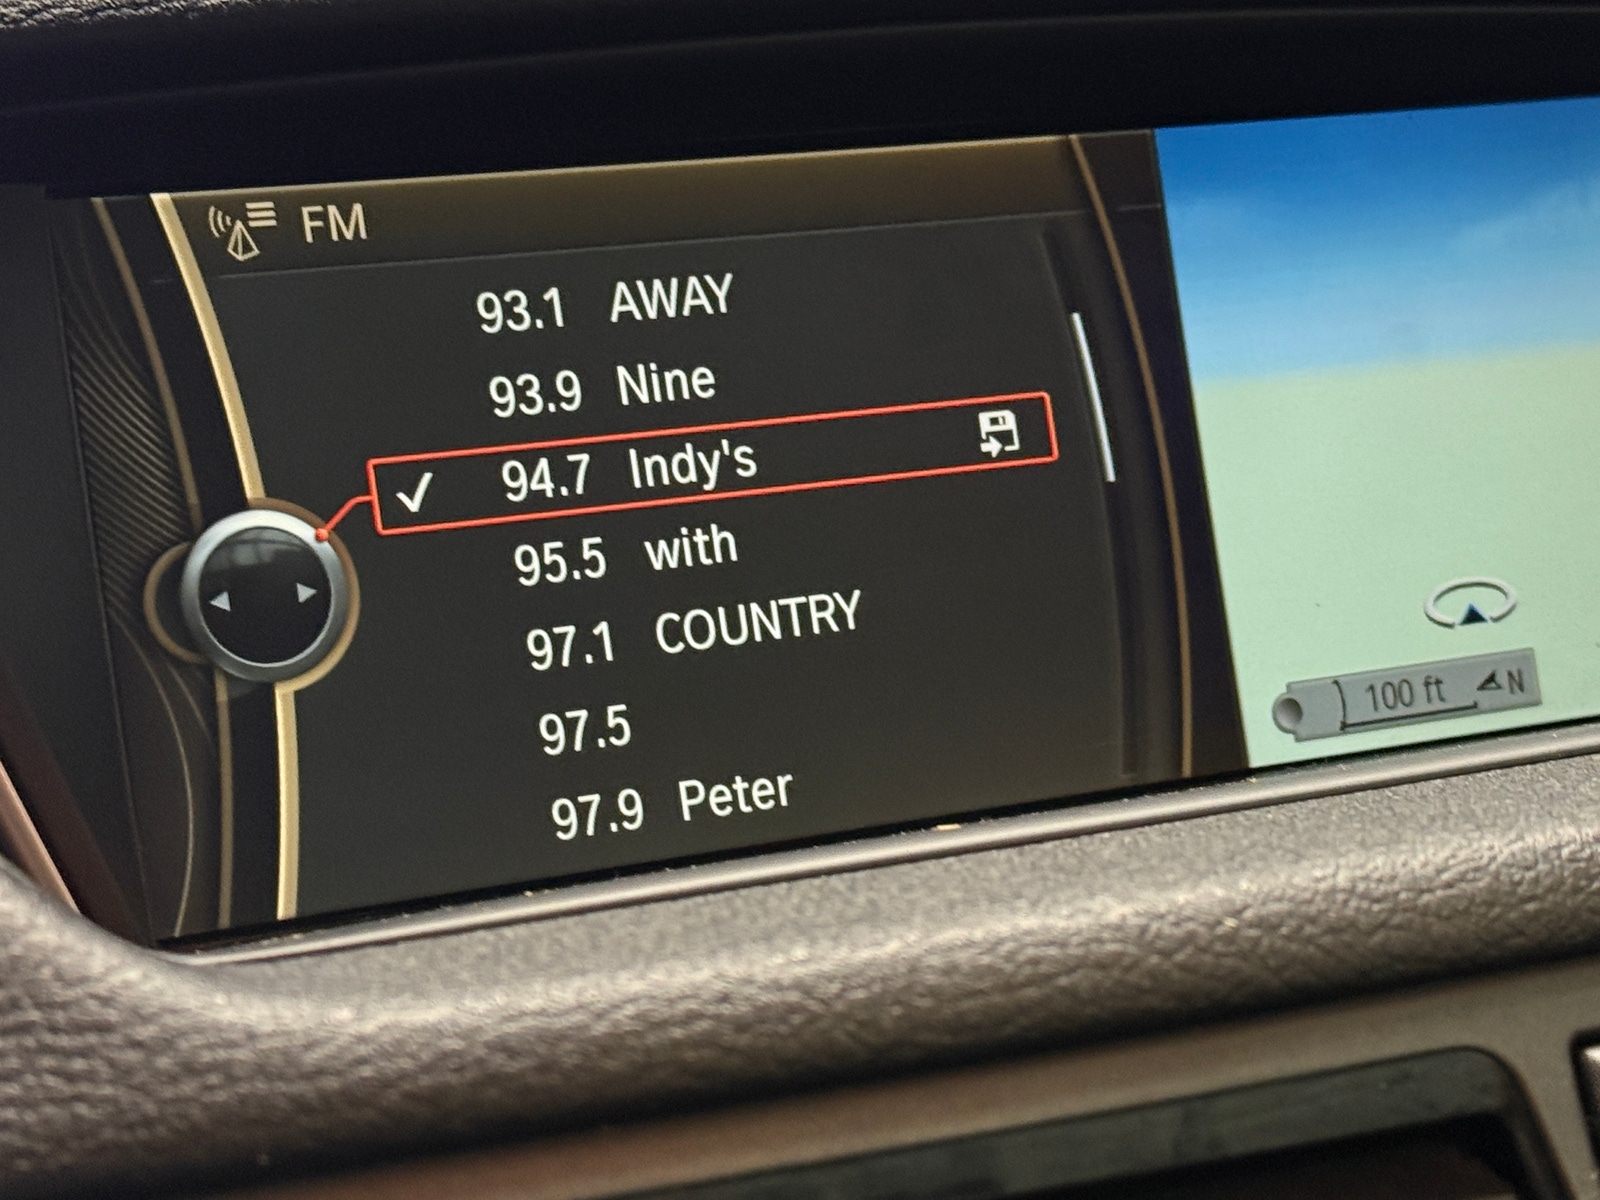 FM
93.1 AWAY
93.9 Nine
94.7 Indy's
95.5 with
97.1 COUNTRY
97.5
97.9 Peter
100 ft N